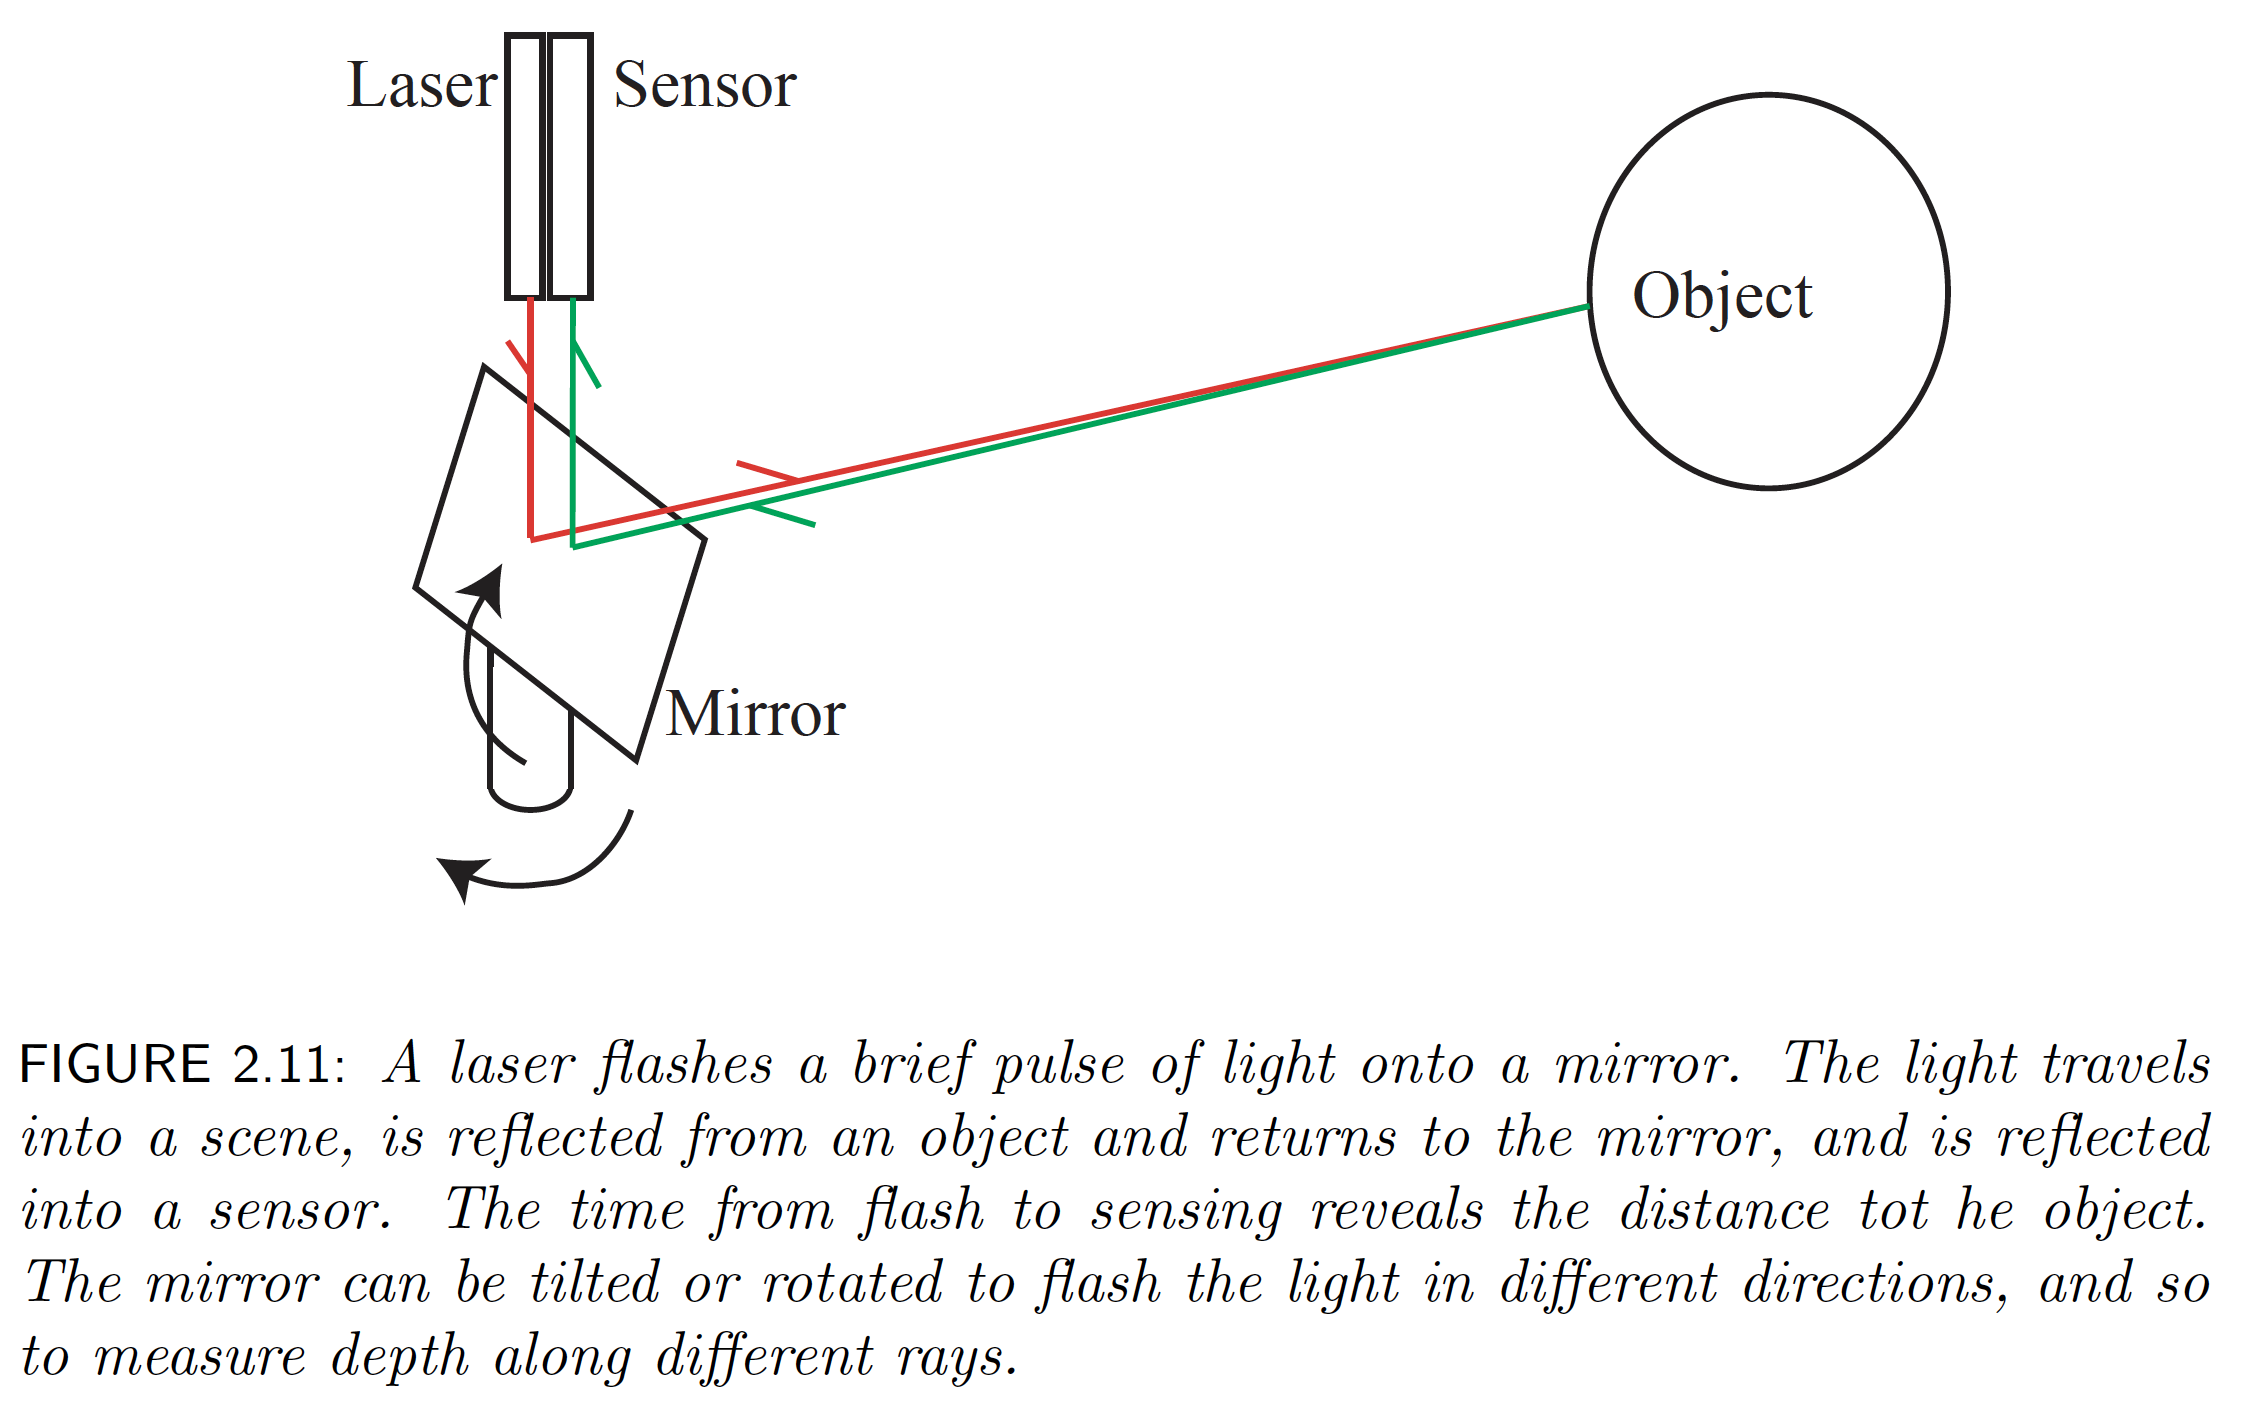 Laser Sensor
Object
Mirror
FIGURE 2.11: A laser flashes a brief pulse of light onto a mirror. The light travels
into a scene, is reflected from an object and returns to the mirror, and is reflected
into a sensor. The time from flash to sensing reveals the distance tot he object.
The mirror can be tilted or rotated to flash the light in different directions, and so
to measure depth along different rays.